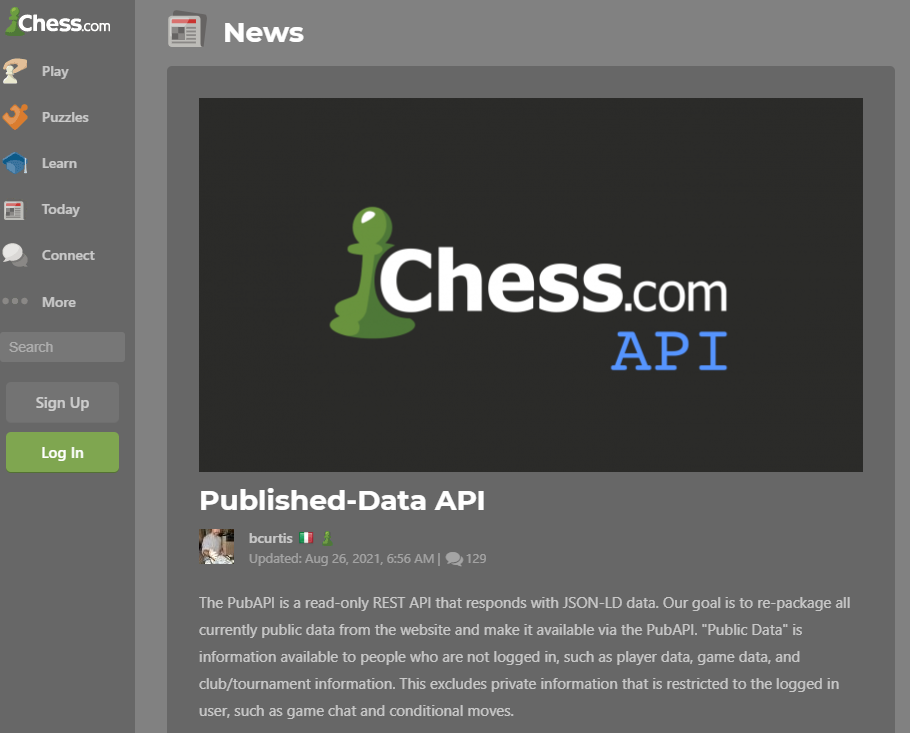 Chess.com
Play
Puzzles
Learn
Today
Connect
More
Search
Sign Up
Log In
News
Chess.com
API
Published-Data API
bcurtis
Updated: Aug 26, 2021, 6:56 AM | 129
The PubAPI is a read-only REST API that responds with JSON-LD data. Our goal is to re-package all
currently public data from the website and make it available via the PubAPI. "Public Data" is
information available to people who are not logged in, such as player data, game data, and
club/tournament information. This excludes private information that is restricted to the logged in
user, such as game chat and conditional moves.